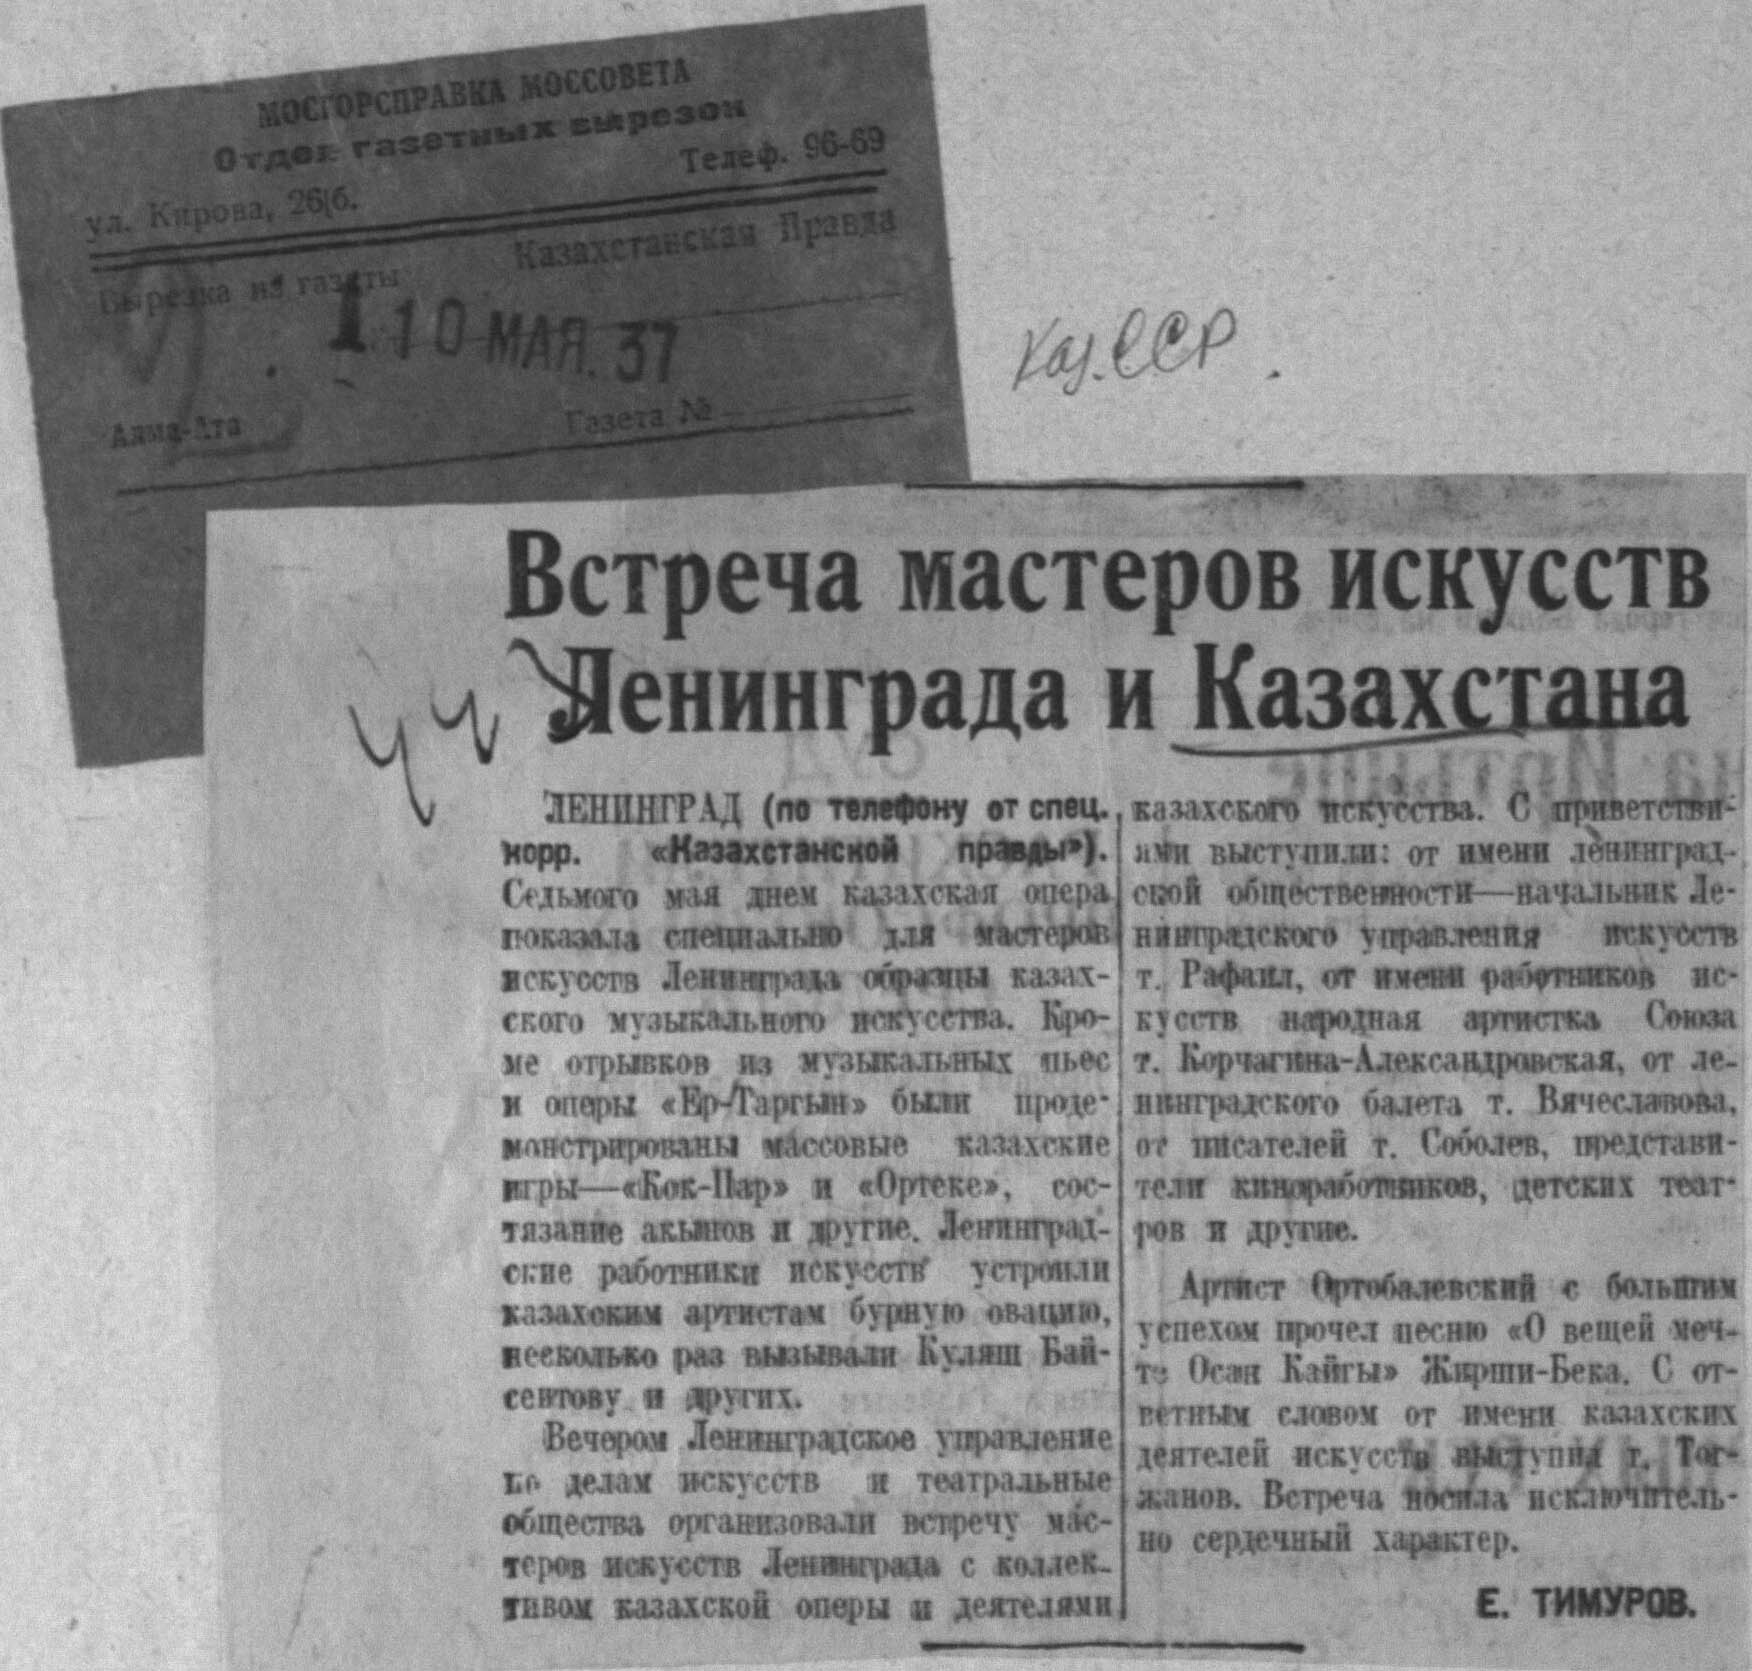 МОСГОРСПРАВКА МОССОВЕТА
Отдел газетных вырезок
ул. Кирова, 26/б.
Телеф. 96-69
Вырезка из газеты
Казахстанская Правда
10 МАЯ. 37
Алма-Ата
Газета №
Каз.ССР.
Встреча мастеров искусств
Ленинграда и Казахстана
ЛЕНИНГРАД (по телефону от спец.
корр. «Казахстанской правды»).
Седьмого мая днем казахская опера
показала специально для мастеров
искусств Ленинграда образцы казах-
ского музыкального искусства. Кро-
ме отрывков из музыкальных пьес
и оперы «Ер-Таргын» были проде-
монстрированы массовые казахские
игры—«Кок-Пар» и «Ортеке», сос-
тязание акынов и другие. Ленинград-
ские работники искусств устроили
казахским артистам бурную овацию,
несколько раз вызывали Куляш Бай-
сеитову и других.
Вечером Ленинградское управление
по делам искусств и театральные
общества организовали встречу мас-
теров искусств Ленинграда с коллек-
тивом казахской оперы и деятелями
казахского искусства. С приветстви-
ями выступили: от имени ленинград-
ской общественности—начальник Ле-
нинградского управления искусств
т. Рафаил, от имени работников ис-
кусств народная артистка Союза
т. Корчагина-Александровская, от ле-
нинградского балета т. Вячеславова,
от писателей т. Соболев, представи-
тели киноработников, детских теат-
ров и другие.
Артист Ортобалевский с большим
успехом прочел песню «О вещей меч-
те Осан Кайгы» Жирши-Бека. С от-
ветным словом от имени казахских
деятелей искусств выступил т. Тог-
жанов. Встреча носила исключитель-
но сердечный характер.
Е. ТИМУРОВ.